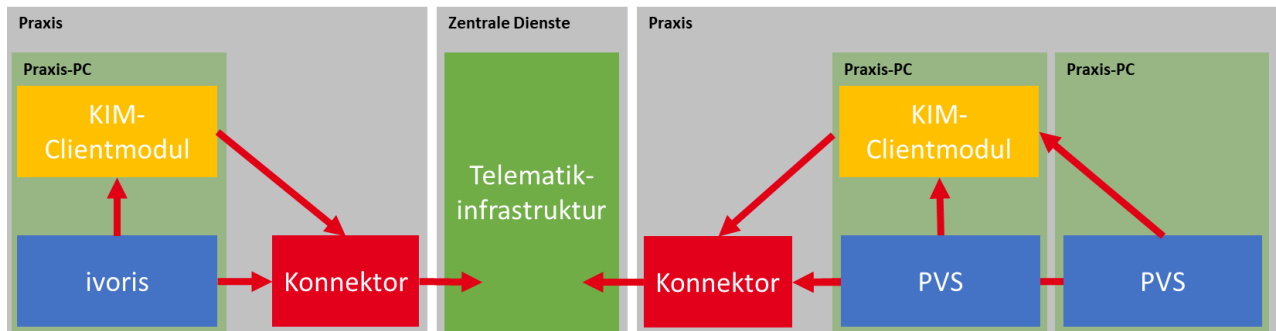 Praxis
Praxis-PC
KIM-
Clientmodul
ivoris
Konnektor
Zentrale Dienste
Telematik-
infrastruktur
Praxis
Praxis-PC
KIM-
Clientmodul
Konnektor
PVS
Praxis-PC
PVS